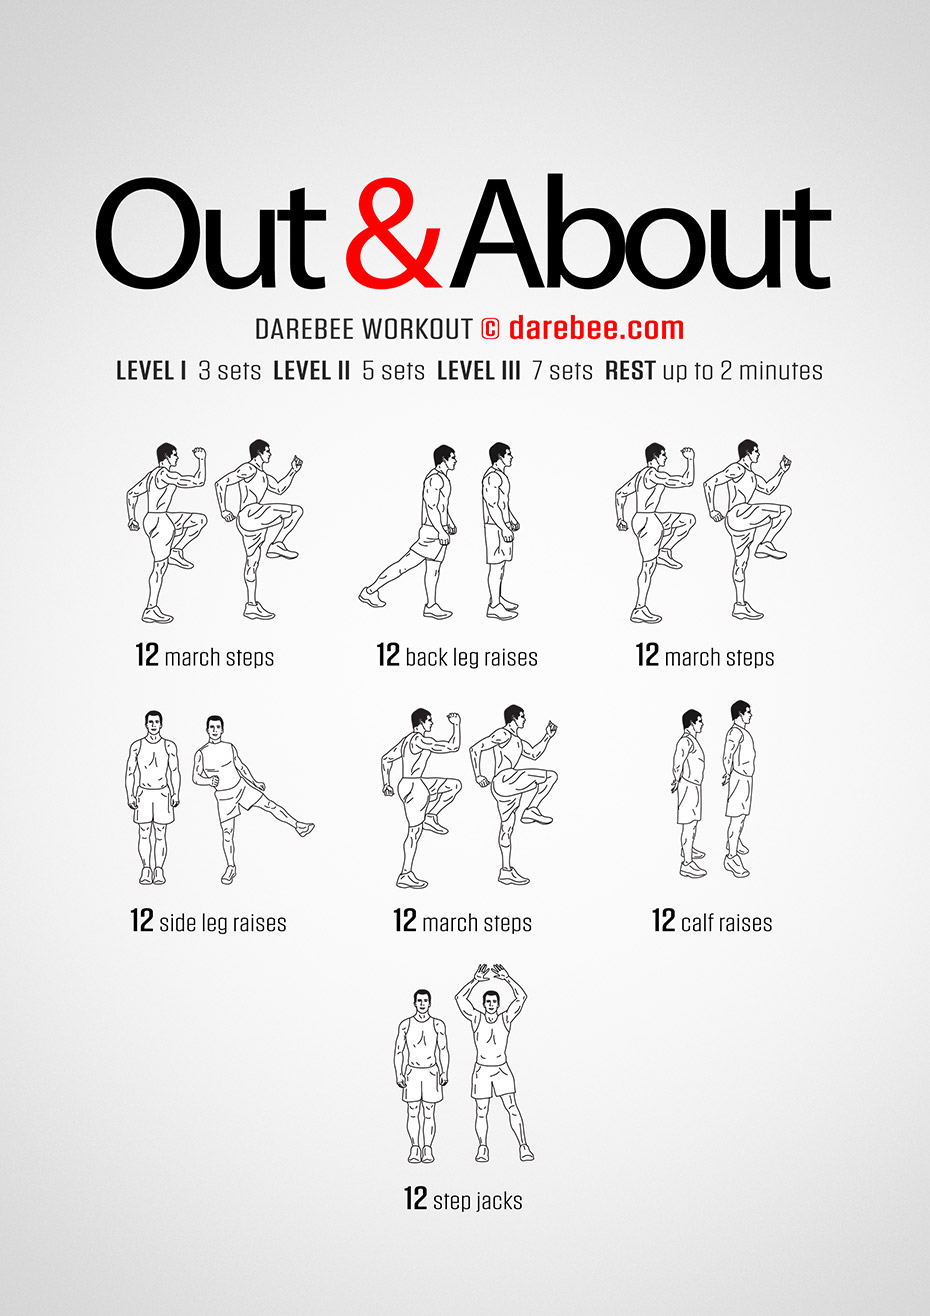 Out & About
DAREBEE WORKOUT © darebee.com
LEVEL I 3 sets LEVEL II 5 sets LEVEL III 7 sets REST up to 2 minutes
12 march steps
12 back leg raises
12 march steps
12 side leg raises
12 march steps
12 calf raises
12 step jacks